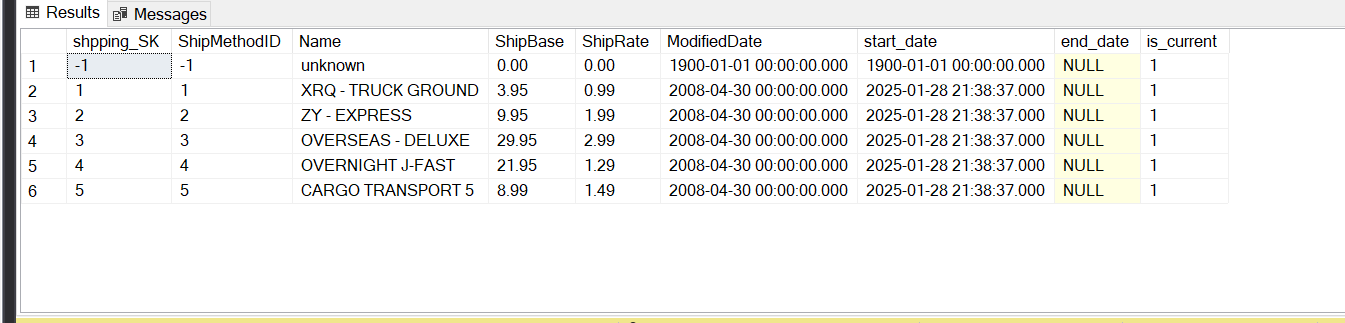 Results Messages
shpping_SK ShipMethodID Name ShipBase ShipRate ModifiedDate start_date end_date is_current
1 -1 -1 unknown 0.00 0.00 1900-01-01 00:00:00.000 1900-01-01 00:00:00.000 NULL 1
2 1 1 XRQ - TRUCK GROUND 3.95 0.99 2008-04-30 00:00:00.000 2025-01-28 21:38:37.000 NULL 1
3 2 2 ZY - EXPRESS 9.95 1.99 2008-04-30 00:00:00.000 2025-01-28 21:38:37.000 NULL 1
4 3 3 OVERSEAS - DELUXE 29.95 2.99 2008-04-30 00:00:00.000 2025-01-28 21:38:37.000 NULL 1
5 4 4 OVERNIGHT J-FAST 21.95 1.29 2008-04-30 00:00:00.000 2025-01-28 21:38:37.000 NULL 1
6 5 5 CARGO TRANSPORT 5 8.99 1.49 2008-04-30 00:00:00.000 2025-01-28 21:38:37.000 NULL 1